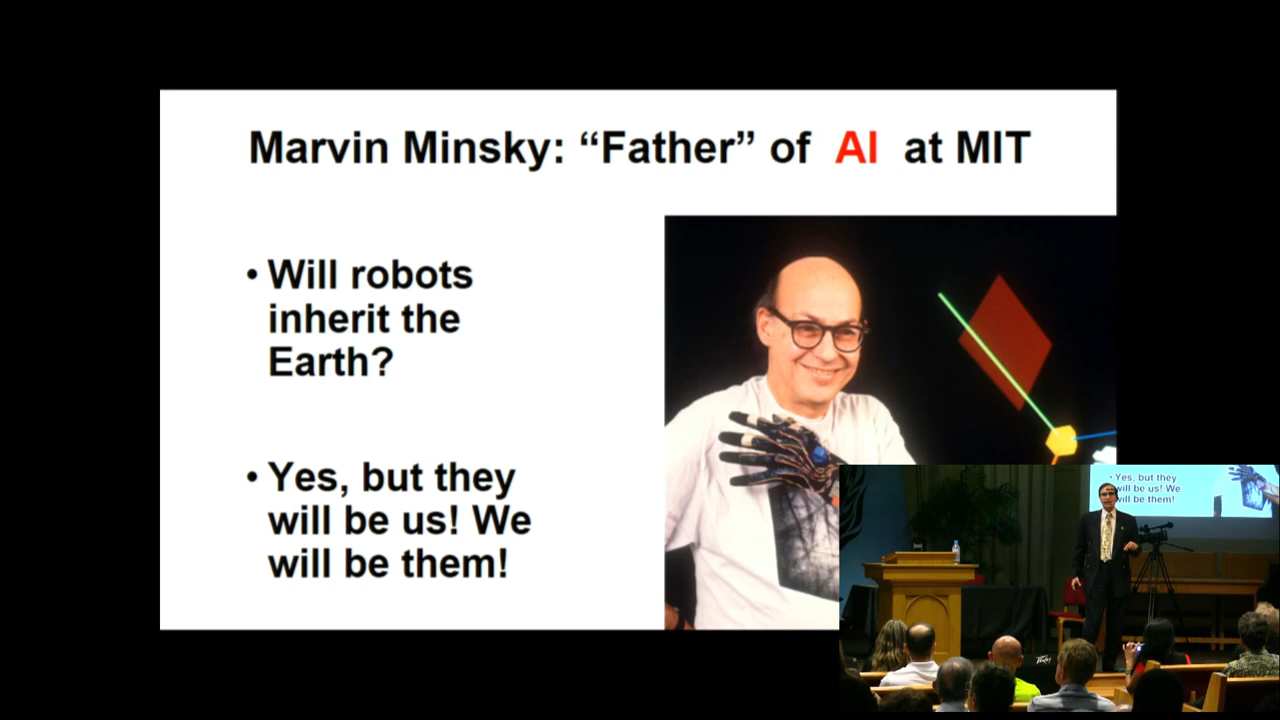 Marvin Minsky: “Father” of AI at MIT
• Will robots
inherit the
Earth?
• Yes, but they
will be us! We
will be them!
• Yes, but they
will be us! We
will be them!